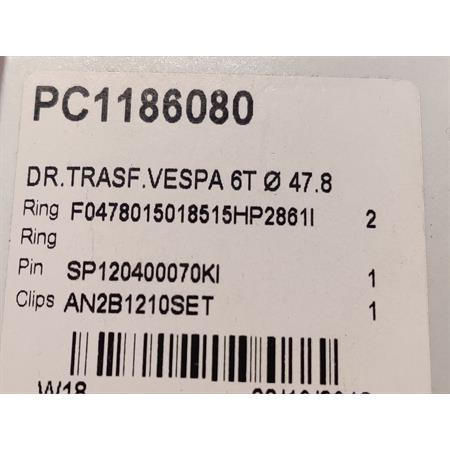 PC1186080
DR.TRASF.VESPA 6T Ø 47.8
Ring F0478015018515HP2861I 2
Ring
Pin SP120400070KI 1
Clips AN2B1210SET 1
W18